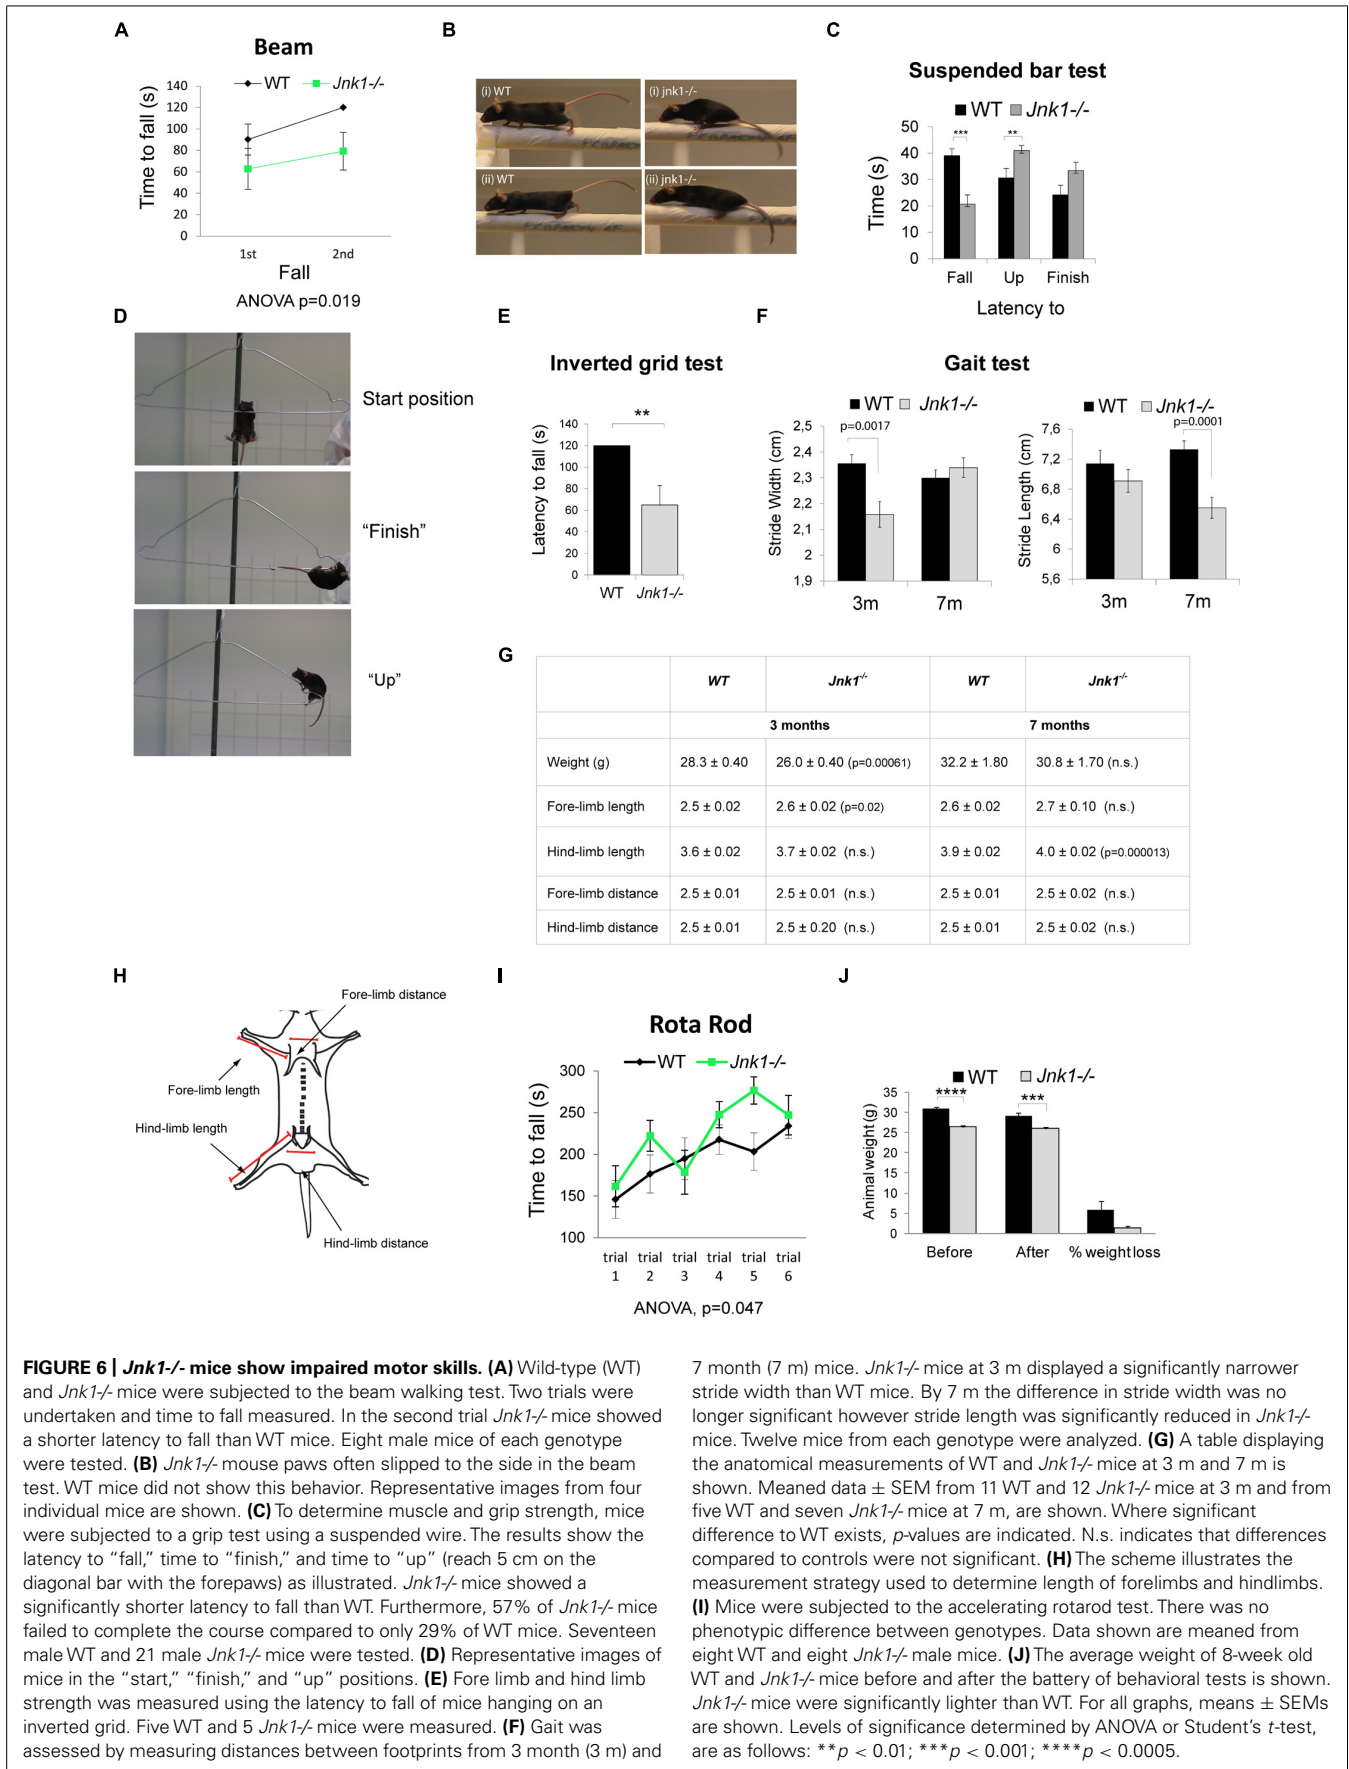 A
Beam
WT Jnk1-/-
Time to fall (s)
140
120
100
80
60
40
20
0
1st 2nd
Fall
ANOVA p=0.019
B
(i) WT
(i) jnk1-/-
(ii) WT
(ii) jnk1-/-
C
Suspended bar test
WT Jnk1-/-
Time (s)
50
40
30
20
10
0
*** **
Fall Up Finish
Latency to
D
Start position
“Finish”
“Up”
E
Inverted grid test
Latency to fall (s)
140
120
100
80
60
40
20
0
**
WT Jnk1-/-
F
Gait test
WT Jnk1-/-
p=0.0017
Stride Width (cm)
2,5
2,4
2,3
2,2
2,1
2
1,9
3m 7m
WT Jnk1-/-
p=0.0001
Stride Length (cm)
7,6
7,2
6,8
6,4
6
5,6
3m 7m
G
WT Jnk1-/- WT Jnk1-/-
3 months 7 months
Weight (g) 28.3 ± 0.40 26.0 ± 0.40 (p=0.00061) 32.2 ± 1.80 30.8 ± 1.70 (n.s.)
Fore-limb length 2.5 ± 0.02 2.6 ± 0.02 (p=0.02) 2.6 ± 0.02 2.7 ± 0.10 (n.s.)
Hind-limb length 3.6 ± 0.02 3.7 ± 0.02 (n.s.) 3.9 ± 0.02 4.0 ± 0.02 (p=0.000013)
Fore-limb distance 2.5 ± 0.01 2.5 ± 0.01 (n.s.) 2.5 ± 0.01 2.5 ± 0.02 (n.s.)
Hind-limb distance 2.5 ± 0.01 2.5 ± 0.20 (n.s.) 2.5 ± 0.01 2.5 ± 0.02 (n.s.)
H
Fore-limb distance
Fore-limb length
Hind-limb length
Hind-limb distance
I
Rota Rod
WT Jnk1-/-
Time to fall (s)
300
250
200
150
100
trial trial trial trial trial trial
1 2 3 4 5 6
ANOVA, p=0.047
J
WT Jnk1-/-
Animal weight (g)
35
30
25
20
15
10
5
0
**** ***
Before After % weight loss
FIGURE 6 | Jnk1-/- mice show impaired motor skills. (A) Wild-type (WT)
and Jnk1-/- mice were subjected to the beam walking test. Two trials were
undertaken and time to fall measured. In the second trial Jnk1-/- mice showed
a shorter latency to fall than WT mice. Eight male mice of each genotype
were tested. (B) Jnk1-/- mouse paws often slipped to the side in the beam
test. WT mice did not show this behavior. Representative images from four
individual mice are shown. (C) To determine muscle and grip strength, mice
were subjected to a grip test using a suspended wire. The results show the
latency to “fall,” time to “finish,” and time to “up” (reach 5 cm on the
diagonal bar with the forepaws) as illustrated. Jnk1-/- mice showed a
significantly shorter latency to fall than WT. Furthermore, 57% of Jnk1-/- mice
failed to complete the course compared to only 29% of WT mice. Seventeen
male WT and 21 male Jnk1-/- mice were tested. (D) Representative images of
mice in the “start,” “finish,” and “up” positions. (E) Fore limb and hind limb
strength was measured using the latency to fall of mice hanging on an
inverted grid. Five WT and 5 Jnk1-/- mice were measured. (F) Gait was
assessed by measuring distances between footprints from 3 month (3 m) and
7 month (7 m) mice. Jnk1-/- mice at 3 m displayed a significantly narrower
stride width than WT mice. By 7 m the difference in stride width was no
longer significant however stride length was significantly reduced in Jnk1-/-
mice. Twelve mice from each genotype were analyzed. (G) A table displaying
the anatomical measurements of WT and Jnk1-/- mice at 3 m and 7 m is
shown. Meaned data ± SEM from 11 WT and 12 Jnk1-/- mice at 3 m and from
five WT and seven Jnk1-/- mice at 7 m, are shown. Where significant
difference to WT exists, p-values are indicated. N.s. indicates that differences
compared to controls were not significant. (H) The scheme illustrates the
measurement strategy used to determine length of forelimbs and hindlimbs.
(I) Mice were subjected to the accelerating rotarod test. There was no
phenotypic difference between genotypes. Data shown are meaned from
eight WT and eight Jnk1-/- male mice. (J) The average weight of 8-week old
WT and Jnk1-/- mice before and after the battery of behavioral tests is shown.
Jnk1-/- mice were significantly lighter than WT. For all graphs, means ± SEMs
are shown. Levels of significance determined by ANOVA or Student’s t-test,
are as follows: **p < 0.01; ***p < 0.001; ****p < 0.0005.